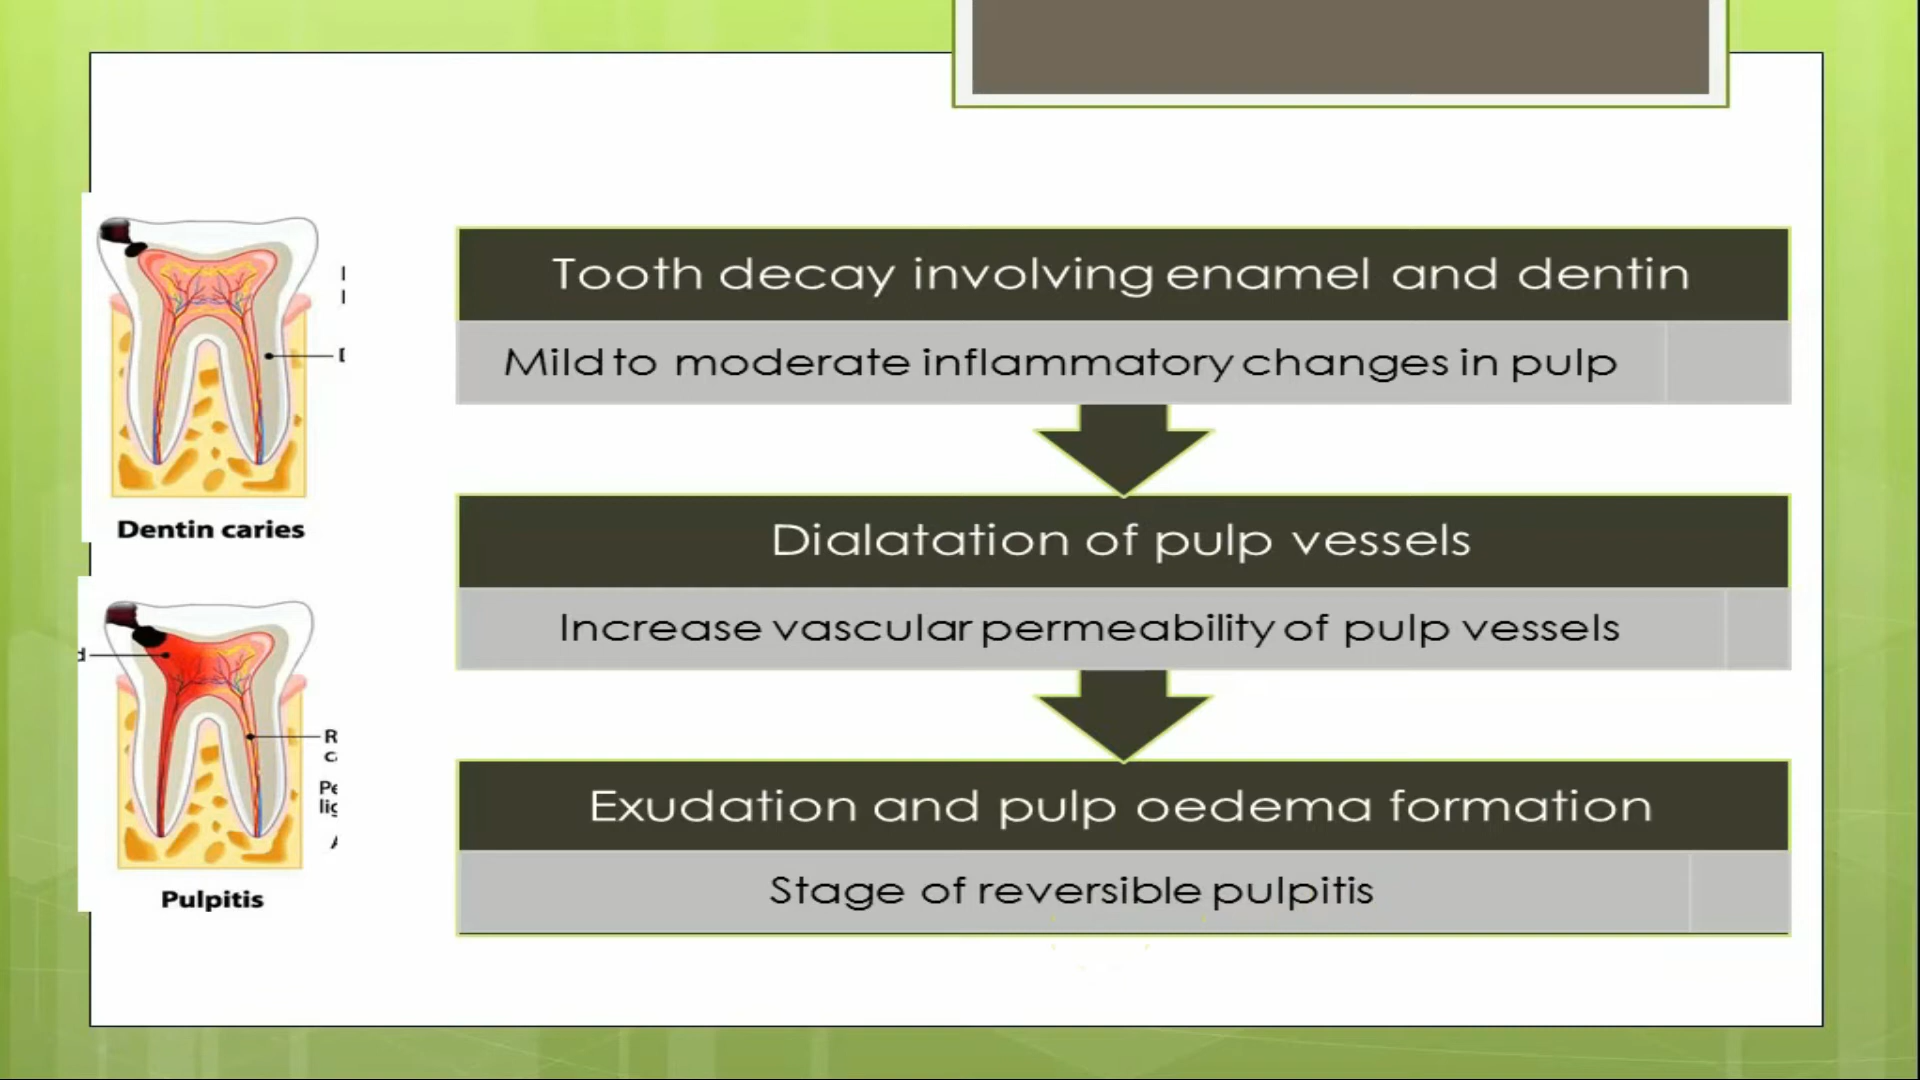 Tooth decay involving enamel and dentin
Mild to moderate inflammatory changes in pulp
Dialatation of pulp vessels
Increase vascular permeability of pulp vessels
Exudation and pulp oedema formation
Stage of reversible pulpitis
Dentin caries
R
Pe
Pulpitis